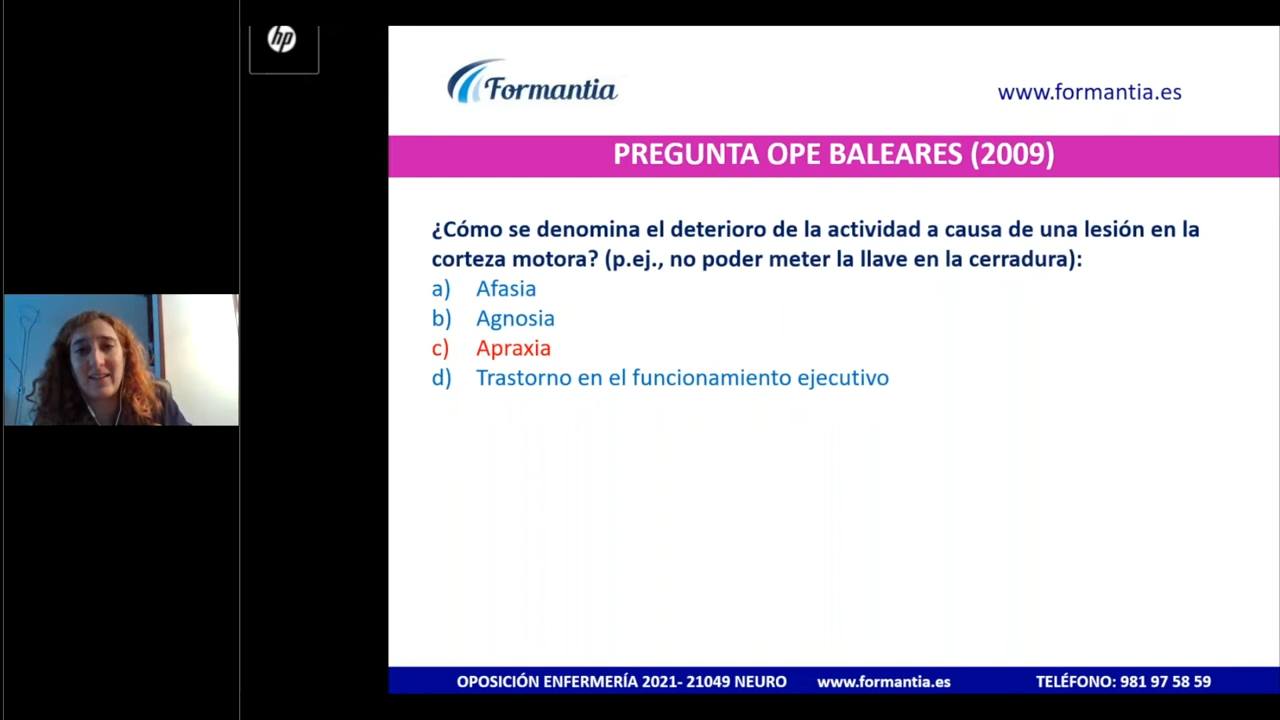 hp
Formantia
www.formantia.es
PREGUNTA OPE BALEARES (2009)
¿Cómo se denomina el deterioro de la actividad a causa de una lesión en la
corteza motora? (p.ej., no poder meter la llave en la cerradura):
a) Afasia
b) Agnosia
c) Apraxia
d) Trastorno en el funcionamiento ejecutivo
OPOSICIÓN ENFERMERÍA 2021- 21049 NEURO www.formantia.es TELÉFONO: 981 97 58 59